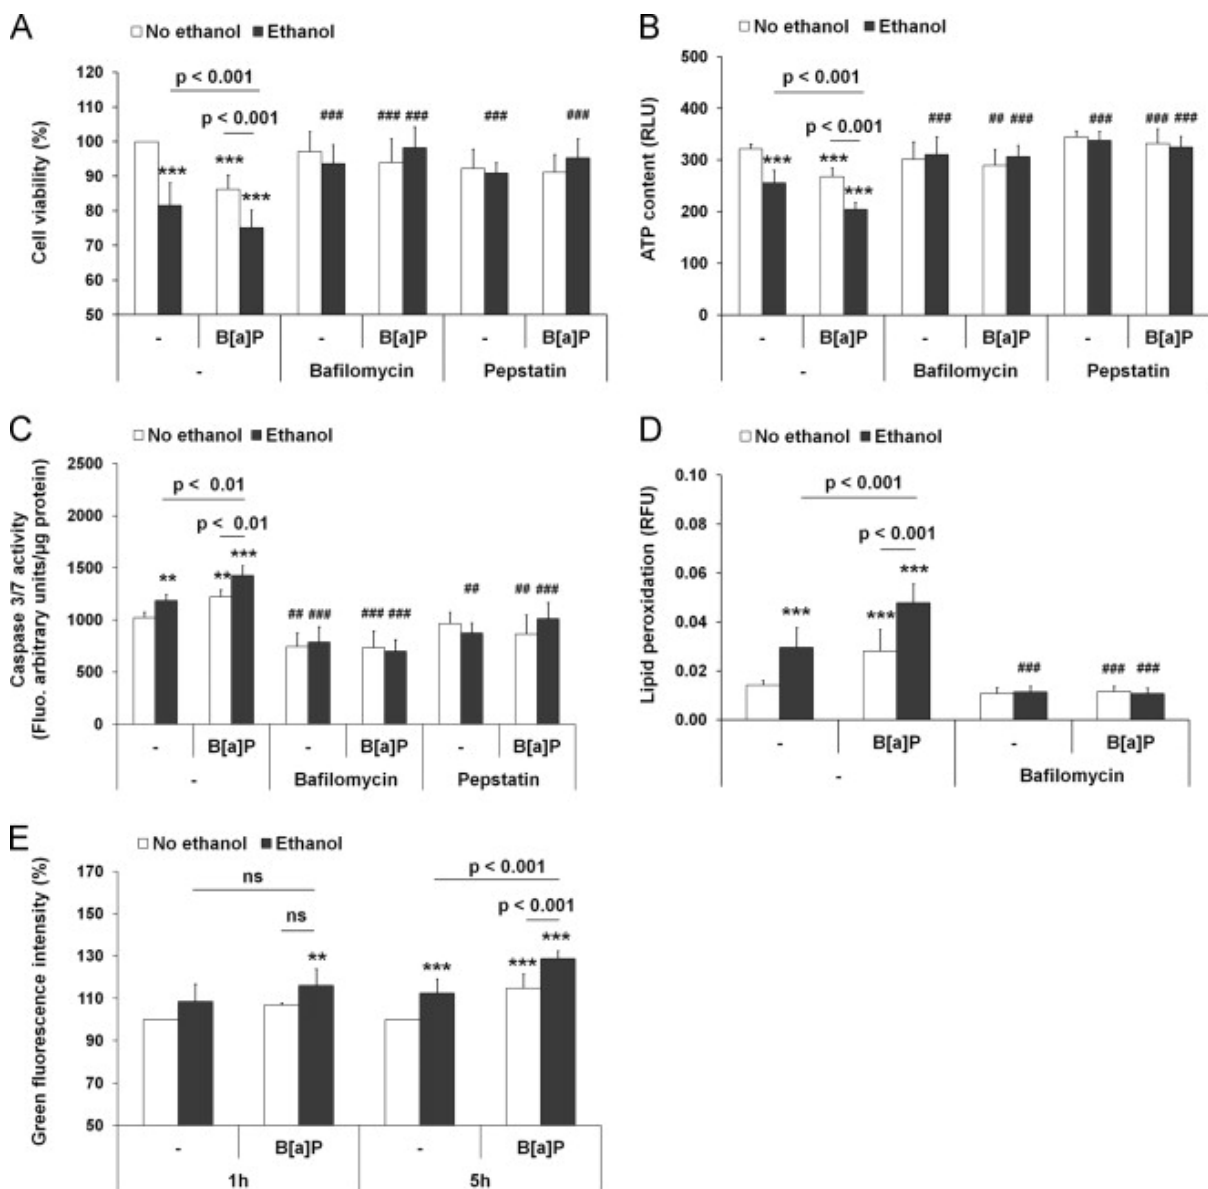 A
No ethanol Ethanol
Cell viability (%)
120
110
100
90
80
70
60
50
p < 0.001
p < 0.001
*** *** ***
### ### ### ### ###
- B[a]P - B[a]P - B[a]P
- Bafilomycin Pepstatin
B
No ethanol Ethanol
ATP content (RLU)
500
400
300
200
100
0
p < 0.001
p < 0.001
*** *** ***
### ## ### ### ### ###
- B[a]P - B[a]P - B[a]P
- Bafilomycin Pepstatin
C
No ethanol Ethanol
Caspase 3/7 activity
(Fluo. arbitrary units/µg protein)
2500
2000
1500
1000
500
0
p < 0.01
p < 0.01
** ** ***
## ### ### ### ## ## ###
- B[a]P - B[a]P - B[a]P
- Bafilomycin Pepstatin
D
No ethanol Ethanol
Lipid peroxidation (RFU)
0.10
0.08
0.06
0.04
0.02
0.00
p < 0.001
p < 0.001
*** *** ***
### ### ###
- B[a]P - B[a]P
- Bafilomycin
E
No ethanol Ethanol
Green fluorescence intensity (%)
170
150
130
110
90
70
50
ns
ns
**
p < 0.001
p < 0.001
*** *** ***
- B[a]P - B[a]P
1h 5h